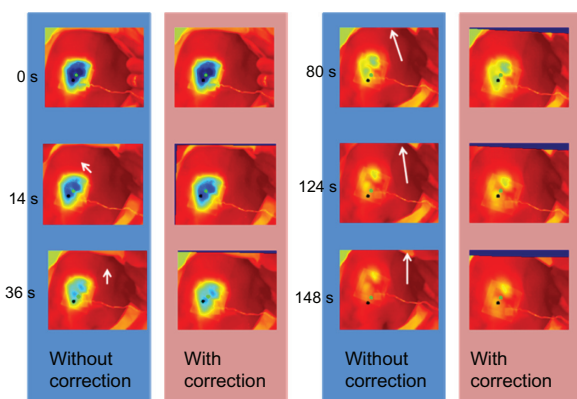 0 s
14 s
36 s
Without
correction
With
correction
80 s
124 s
148 s
Without
correction
With
correction